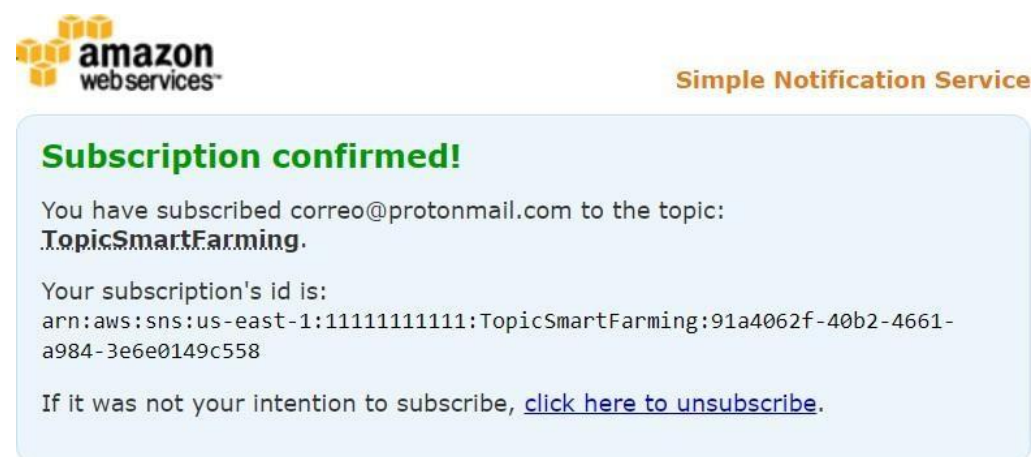 amazon
webservices™
Simple Notification Service
Subscription confirmed!
You have subscribed correo@protonmail.com to the topic:
TopicSmartFarming.
Your subscription's id is:
arn:aws:sns:us-east-1:11111111111:TopicSmartFarming:91a4062f-40b2-4661-
a984-3e6e0149c558
If it was not your intention to subscribe, click here to unsubscribe.